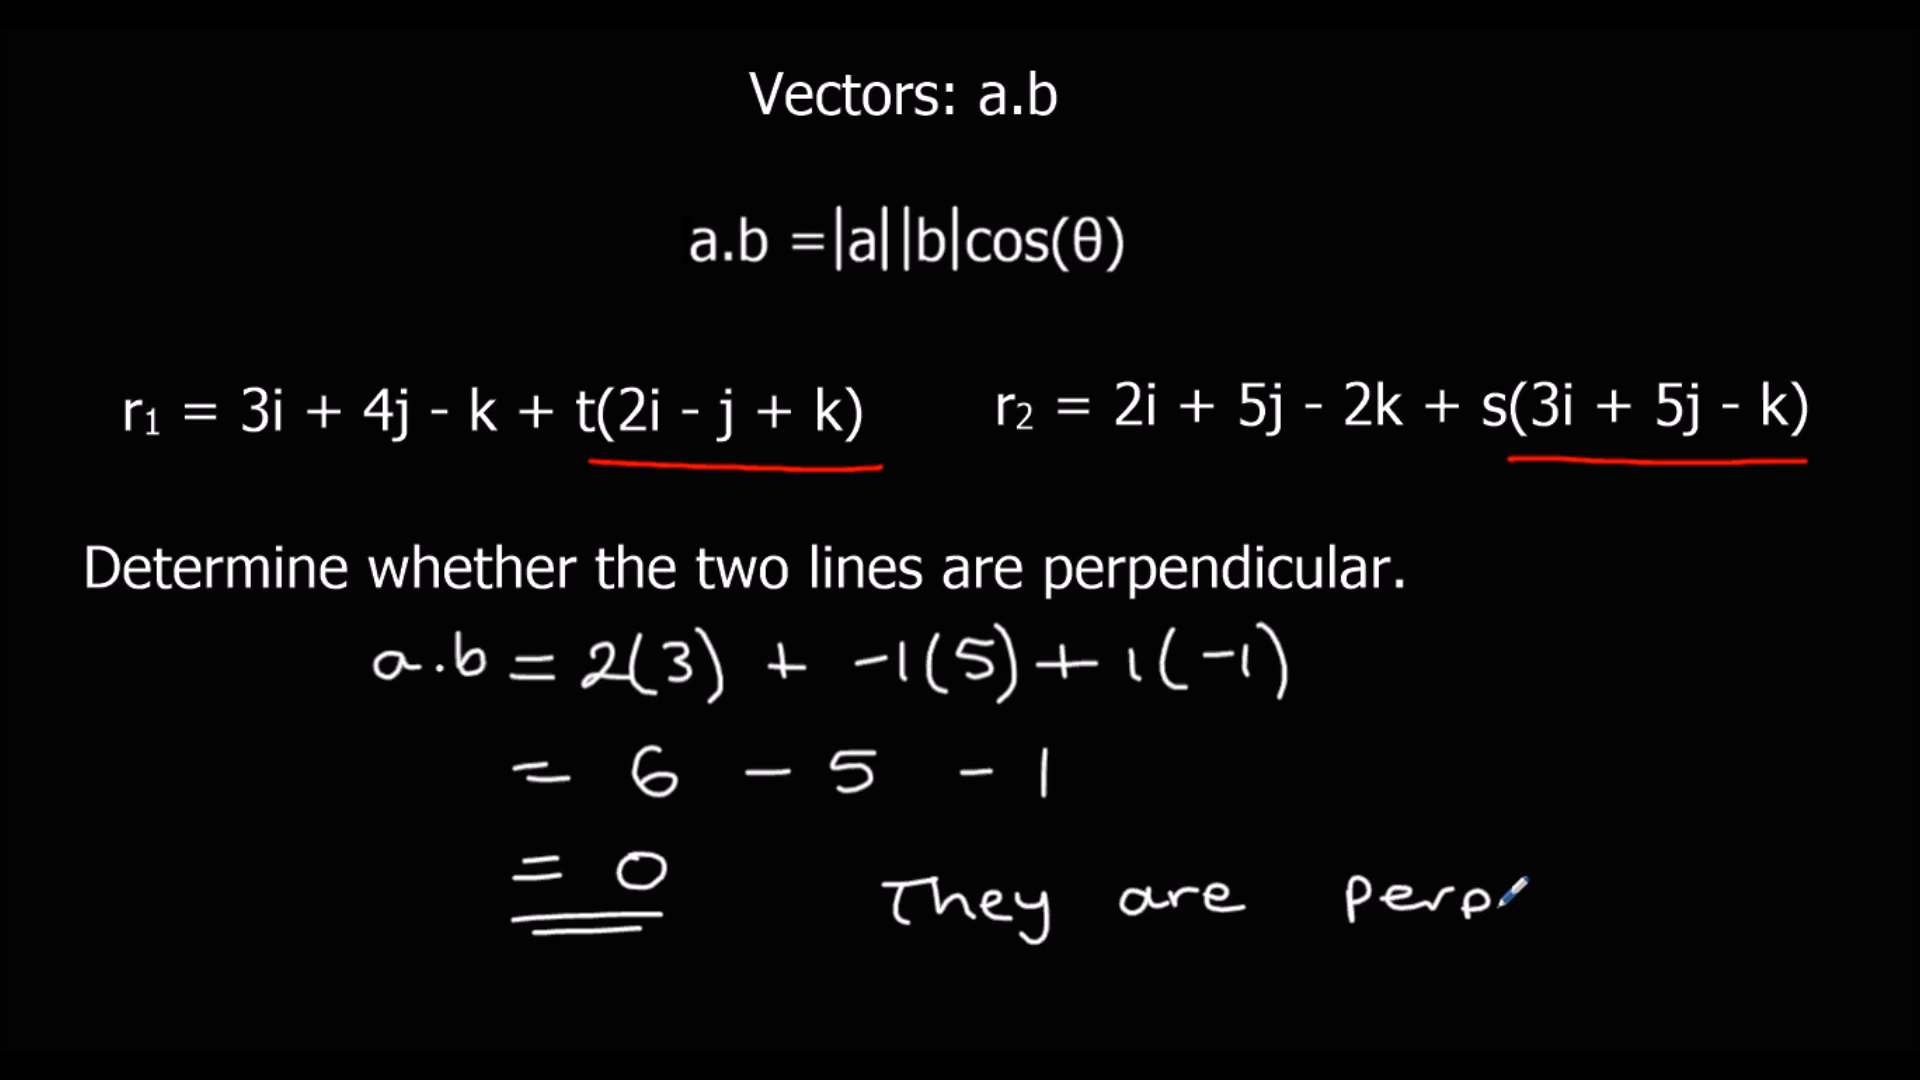 Vectors: a.b
a.b =|a||b|cos(θ)
r₁ = 3i + 4j - k + t(2i - j + k)
r₂ = 2i + 5j - 2k + s(3i + 5j - k)
Determine whether the two lines are perpendicular.
a.b = 2(3) + -1(5) + 1(-1)
= 6 - 5 - 1
= 0 They are perp